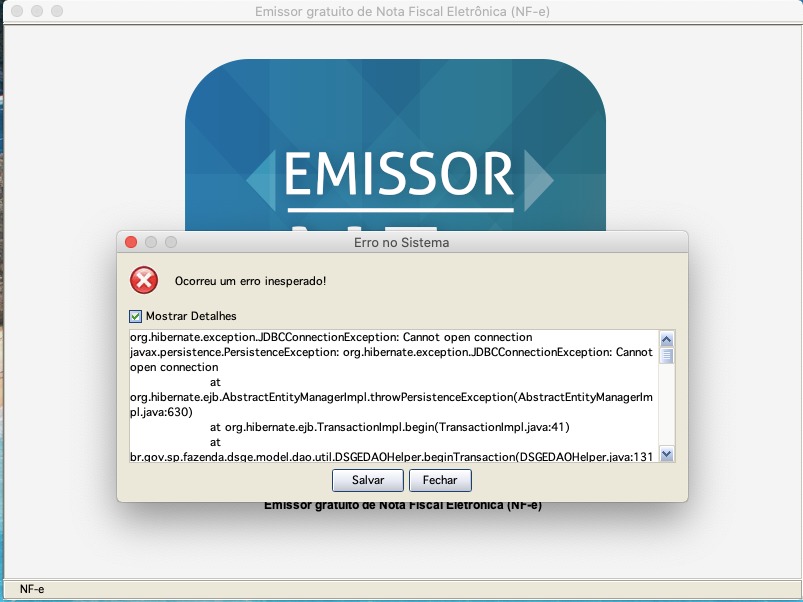 Emissor gratuito de Nota Fiscal Eletrônica (NF-e)
EMISSOR
Erro no Sistema
Ocorreu um erro inesperado!
Mostrar Detalhes
org.hibernate.exception.JDBCConnectionException: Cannot open connection
javax.persistence.PersistenceException: org.hibernate.exception.JDBCConnectionException: Cannot
open connection
at
org.hibernate.ejb.AbstractEntityManagerImpl.throwPersistenceException(AbstractEntityManagerIm
pl.java:630)
at org.hibernate.ejb.TransactionImpl.begin(TransactionImpl.java:41)
at
br.gov.sp.fazenda.dsge.model.dao.util.DSGEDAOHelper.beginTransaction(DSGEDAOHelper.java:131
Salvar
Fechar
Emissor gratuito de Nota Fiscal Eletrônica (NF-e)
NF-e